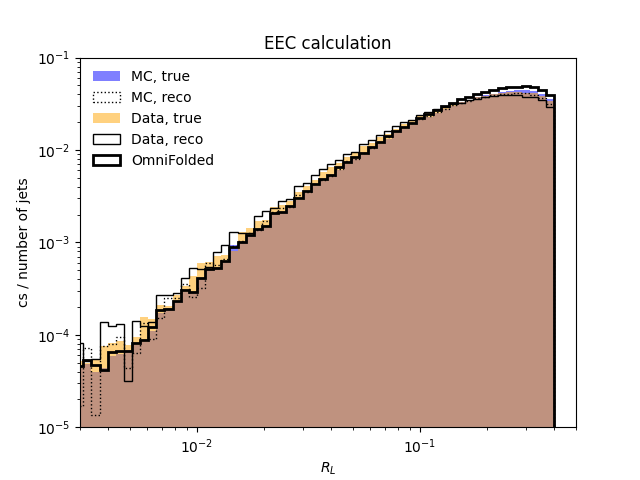 EEC calculation
MC, true
MC, reco
Data, true
Data, reco
OmniFolded
cs / number of jets
10⁻¹
10⁻²
10⁻³
10⁻⁴
10⁻⁵
10⁻² 10⁻¹
R_L